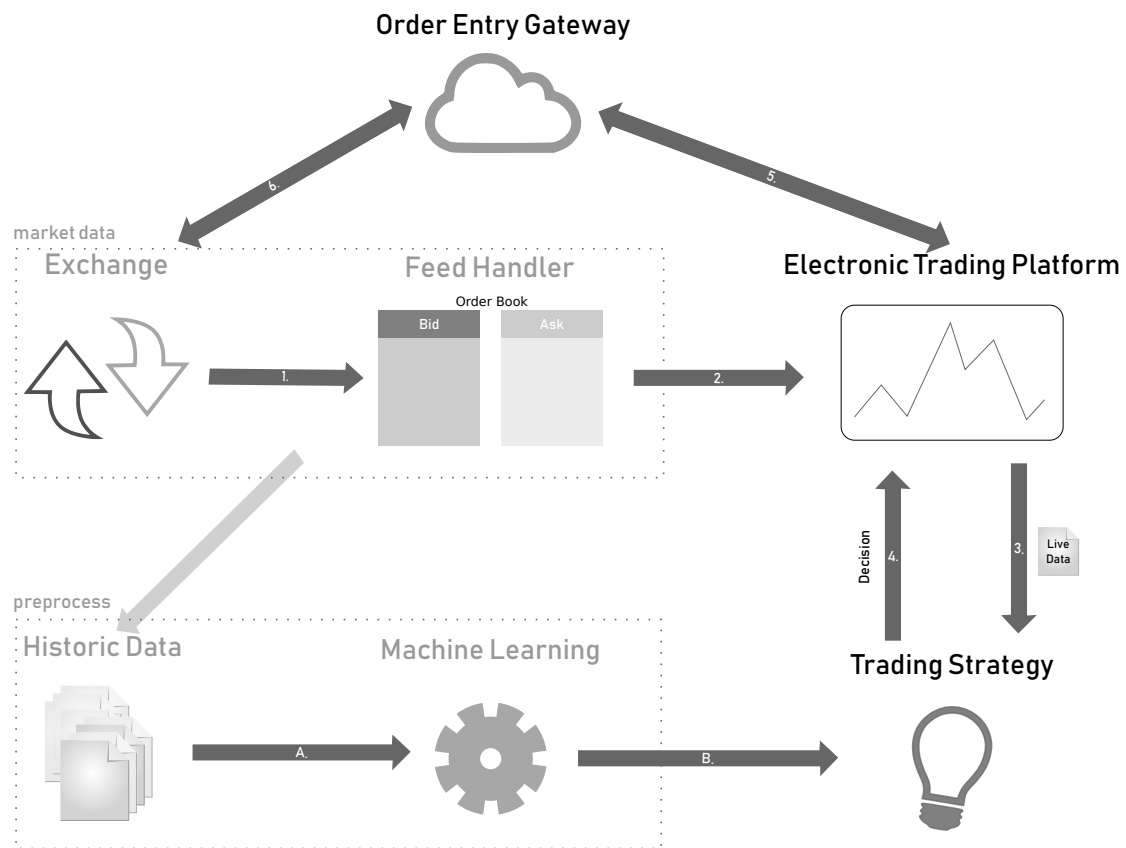 Order Entry Gateway
6.
5.
market data
Exchange
Feed Handler
Electronic Trading Platform
Order Book
Bid
Ask
1.
2.
Decision
4.
3.
Live
Data
preprocess
Historic Data
Machine Learning
Trading Strategy
A.
B.